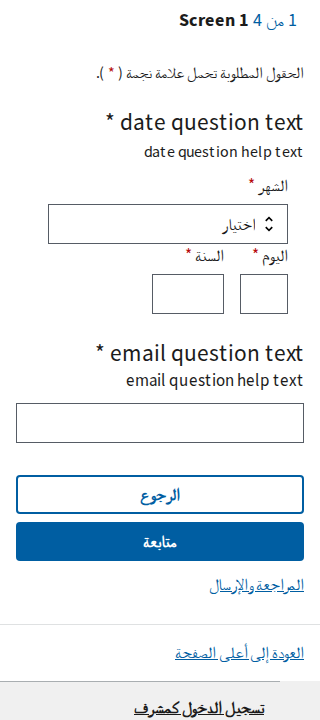 1 من 4 Screen 1
الحقول المطلوبة تحمل علامة نجمة ( * ).
date question text *
date question help text
الشهر *
اختيار
اليوم * السنة *
email question text *
email question help text
الرجوع
متابعة
المراجعة والإرسال
العودة إلى أعلى الصفحة
تسجيل الدخول كمشرف